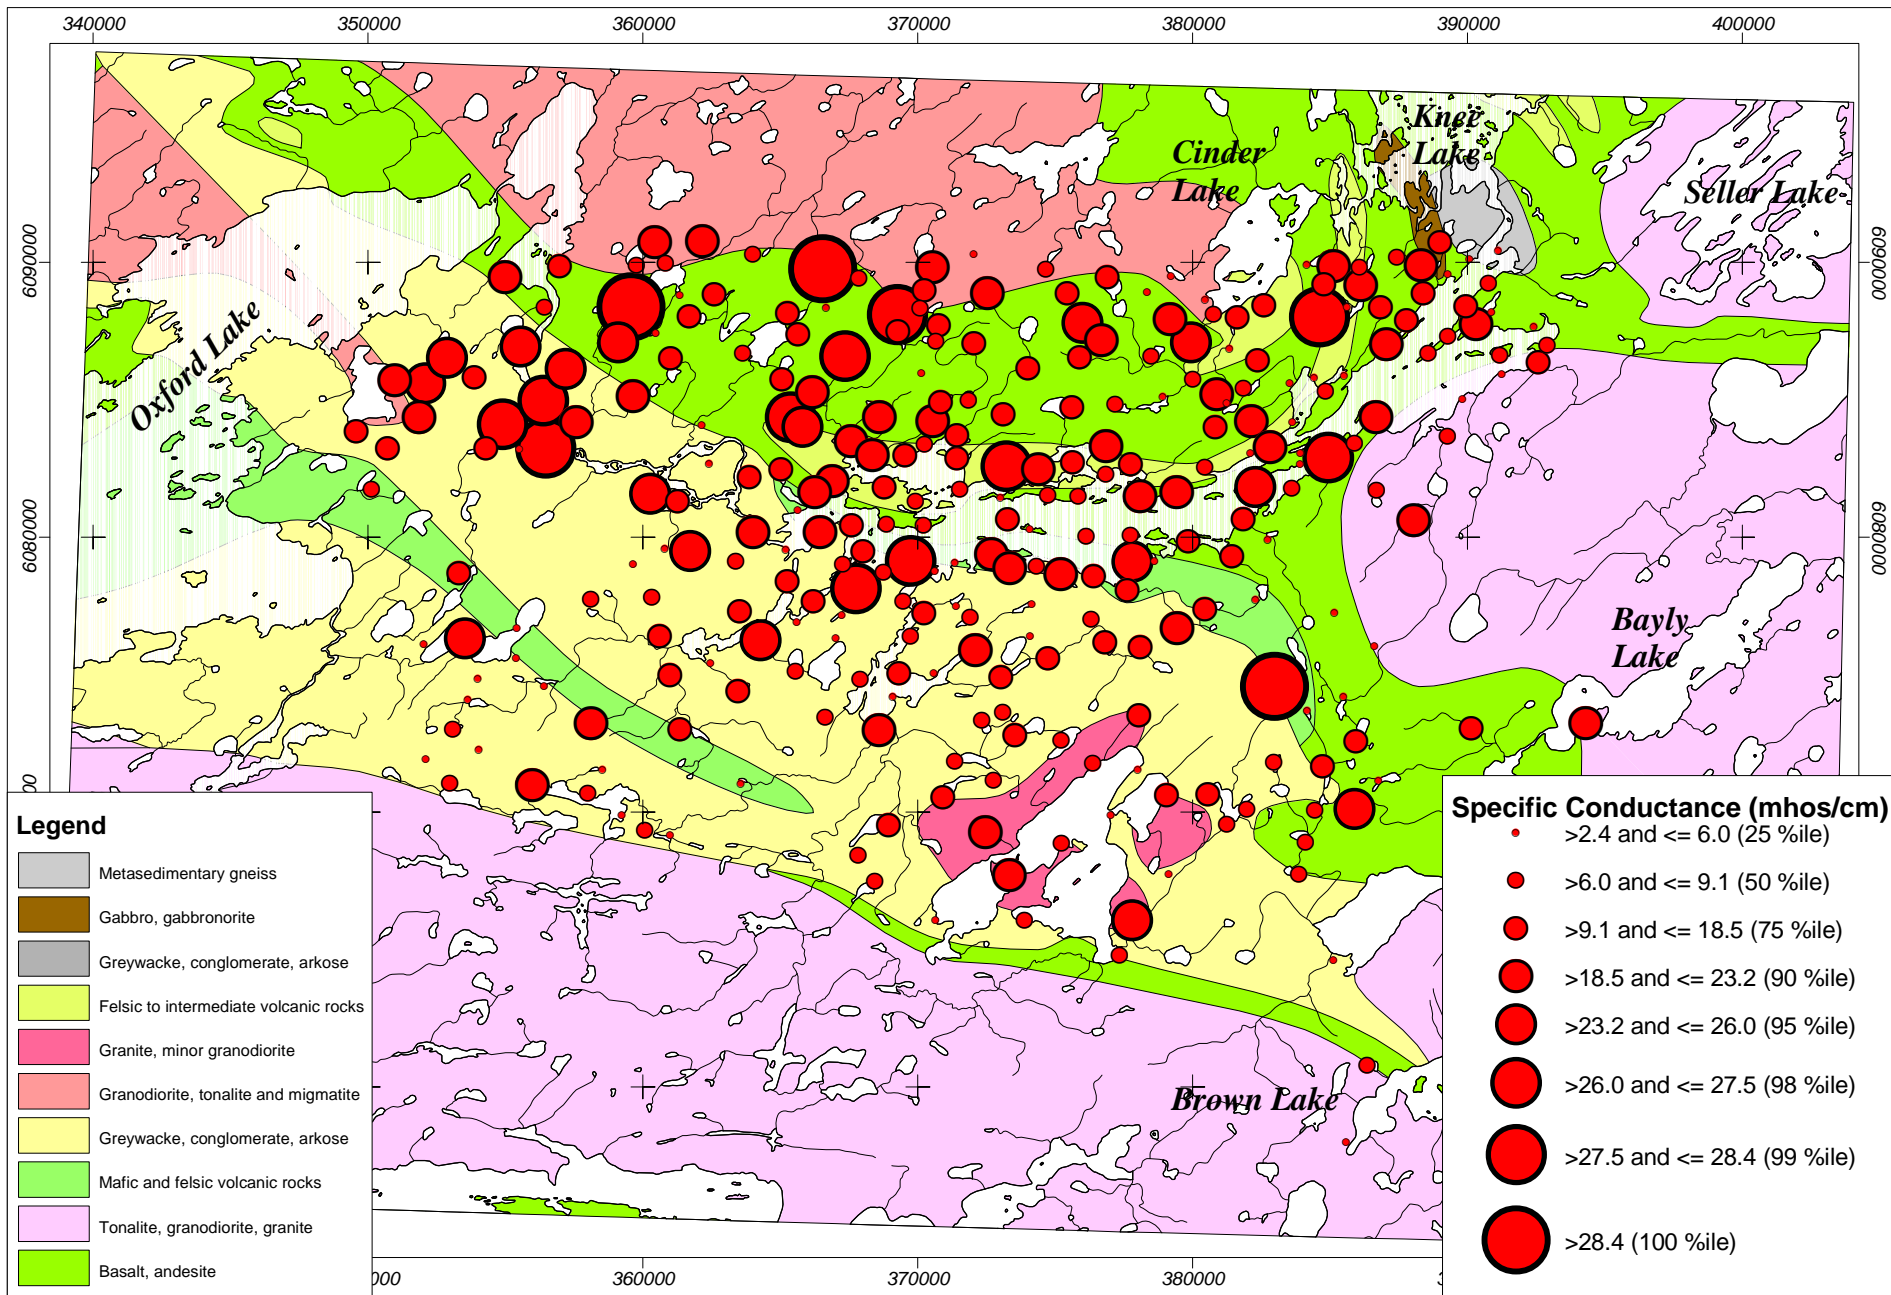 340000 350000 360000 370000 380000 390000 400000
Knee
Lake
Cinder
Lake
Seller Lake
6090000 6090000
Oxford Lake
6080000 6080000
Bayly
Lake
Brown Lake
Legend
Metasedimentary gneiss
Gabbro, gabbronorite
Greywacke, conglomerate, arkose
Felsic to intermediate volcanic rocks
Granite, minor granodiorite
Granodiorite, tonalite and migmatite
Greywacke, conglomerate, arkose
Mafic and felsic volcanic rocks
Tonalite, granodiorite, granite
Basalt, andesite
Specific Conductance (mhos/cm)
>2.4 and <= 6.0 (25 %ile)
>6.0 and <= 9.1 (50 %ile)
>9.1 and <= 18.5 (75 %ile)
>18.5 and <= 23.2 (90 %ile)
>23.2 and <= 26.0 (95 %ile)
>26.0 and <= 27.5 (98 %ile)
>27.5 and <= 28.4 (99 %ile)
>28.4 (100 %ile)
360000 370000 380000